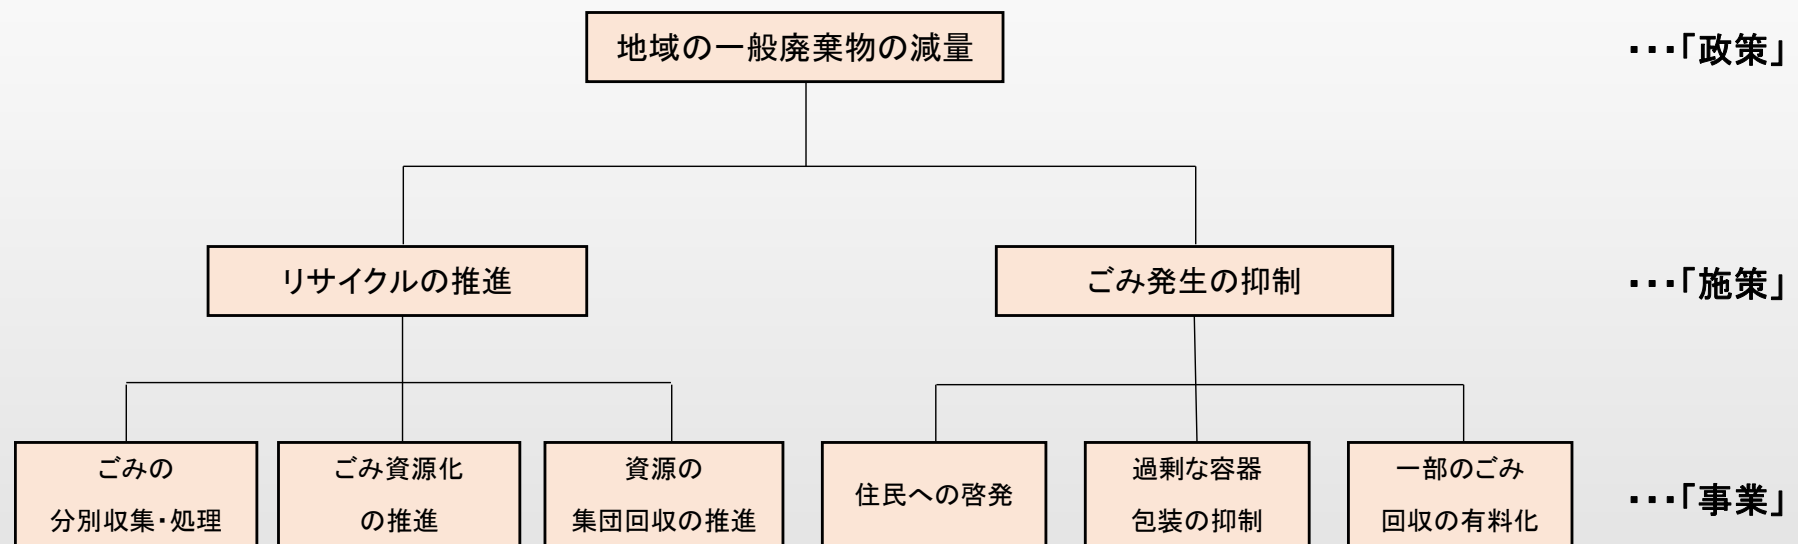 地域の一般廃棄物の減量
・・・「政策」
リサイクルの推進
ごみ発生の抑制
・・・「施策」
ごみの
分別収集・処理
ごみ資源化
の推進
資源の
集団回収の推進
住民への啓発
過剰な容器
包装の抑制
一部のごみ
回収の有料化
・・・「事業」